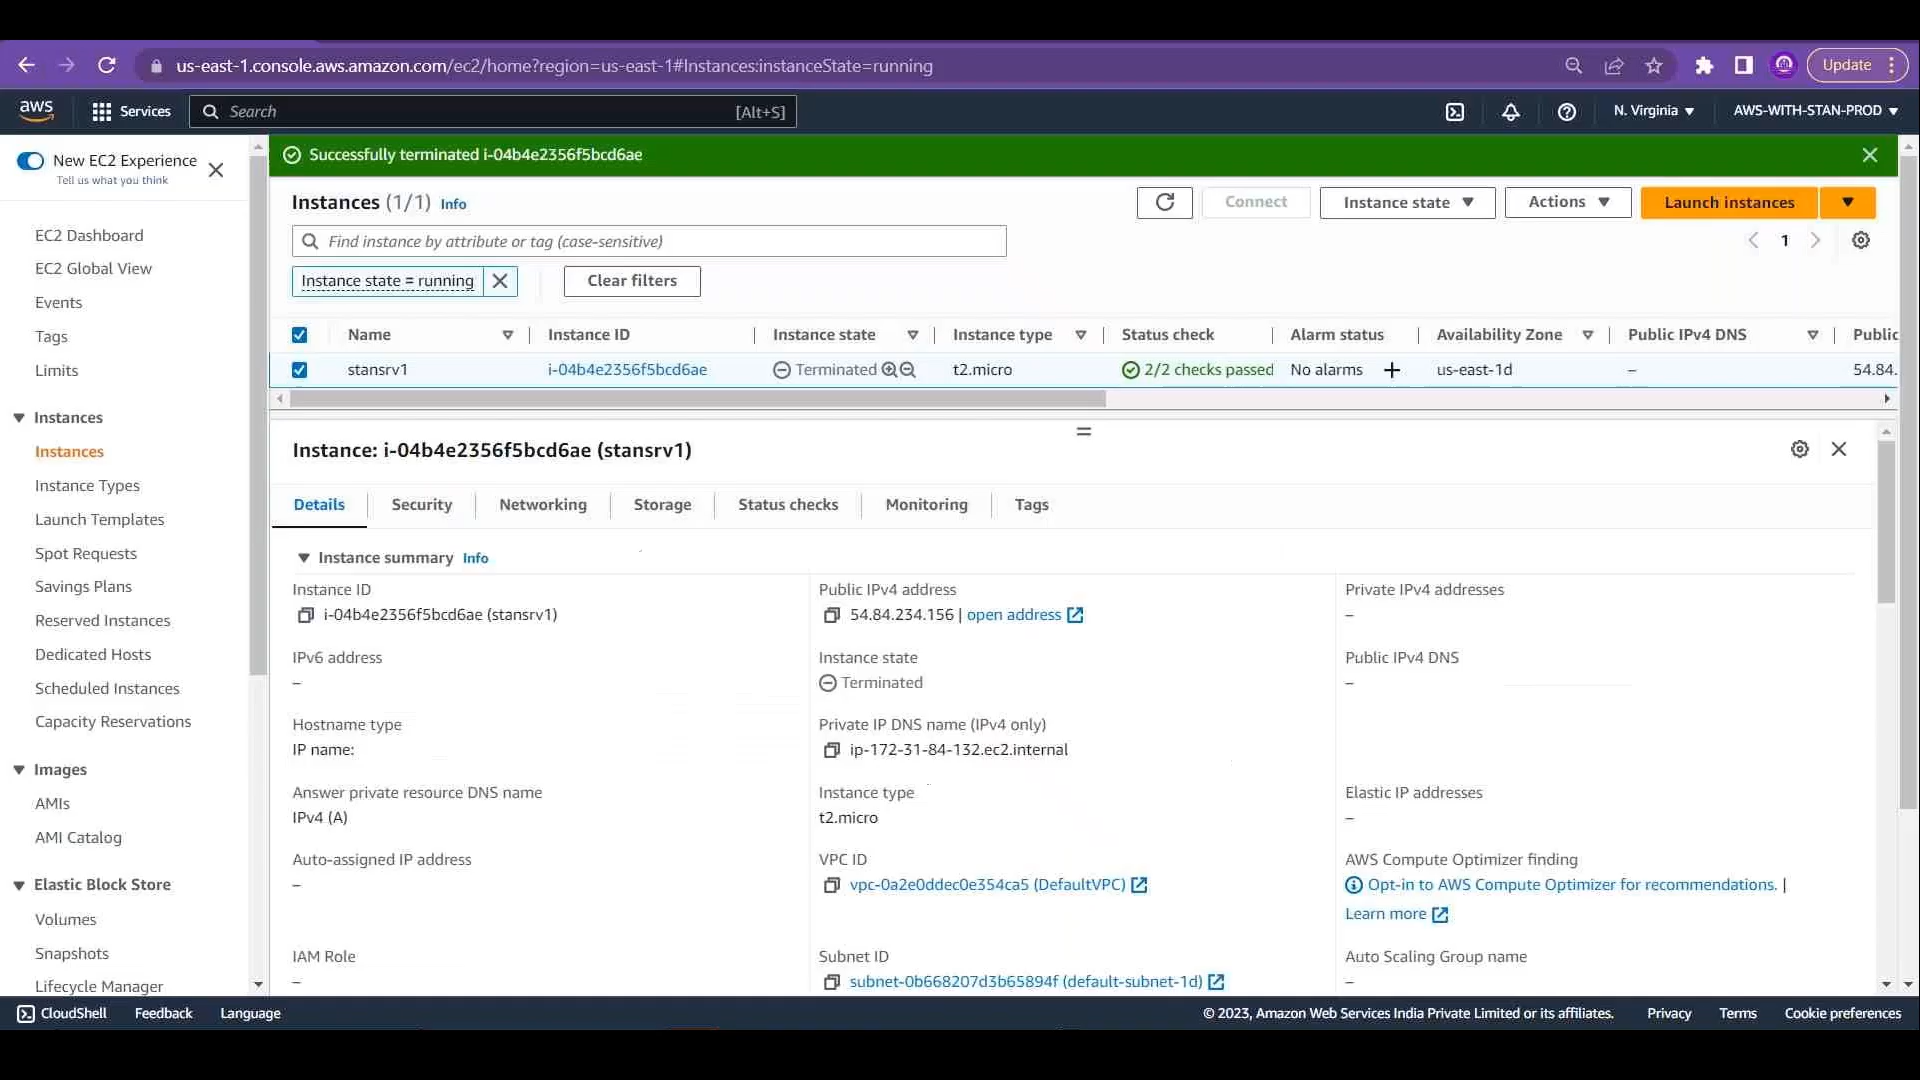 us-east-1.console.aws.amazon.com/ec2/home?region=us-east-1#Instances:instanceState=running
Update
aws
Services
Search
[Alt+S]
N. Virginia
AWS-WITH-STAN-PROD
New EC2 Experience
Tell us what you think
EC2 Dashboard
EC2 Global View
Events
Tags
Limits
Instances
Instances
Instance Types
Launch Templates
Spot Requests
Savings Plans
Reserved Instances
Dedicated Hosts
Scheduled Instances
Capacity Reservations
Images
AMIs
AMI Catalog
Elastic Block Store
Volumes
Snapshots
Lifecycle Manager
Successfully terminated i-04b4e2356f5bcd6ae
Instances (1/1) Info
Connect
Instance state
Actions
Launch instances
Find instance by attribute or tag (case-sensitive)
1
Instance state = running
Clear filters
Name Instance ID Instance state Instance type Status check Alarm status Availability Zone Public IPv4 DNS Public
stansrv1 i-04b4e2356f5bcd6ae Terminated t2.micro 2/2 checks passed No alarms + us-east-1d – 54.84.
Instance: i-04b4e2356f5bcd6ae (stansrv1)
Details Security Networking Storage Status checks Monitoring Tags
Instance summary Info
Instance ID
i-04b4e2356f5bcd6ae (stansrv1)
Public IPv4 address
54.84.234.156 | open address
Private IPv4 addresses
–
IPv6 address
–
Instance state
Terminated
Public IPv4 DNS
–
Hostname type
IP name:
Private IP DNS name (IPv4 only)
ip-172-31-84-132.ec2.internal
Answer private resource DNS name
IPv4 (A)
Instance type
t2.micro
Elastic IP addresses
–
Auto-assigned IP address
–
VPC ID
vpc-0a2e0ddec0e354ca5 (DefaultVPC)
AWS Compute Optimizer finding
Opt-in to AWS Compute Optimizer for recommendations. |
Learn more
IAM Role
–
Subnet ID
subnet-0b668207d3b65894f (default-subnet-1d)
Auto Scaling Group name
–
CloudShell Feedback Language
© 2023, Amazon Web Services India Private Limited or its affiliates. Privacy Terms Cookie preferences